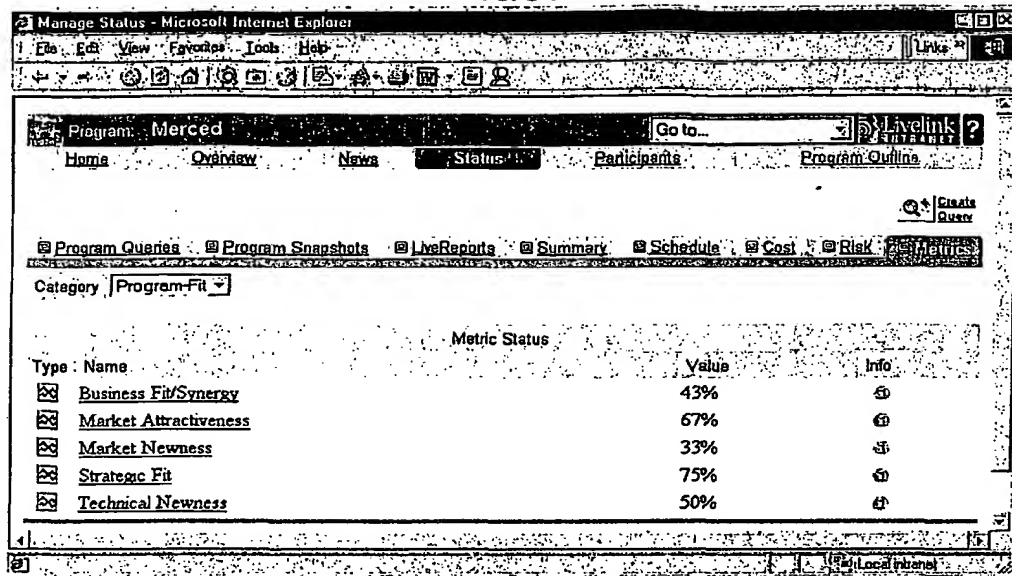 Manage Status - Microsoft Internet Explorer
File Edit View Favorites Tools Help Links »
Program: Merced Go to... Livelink ?
INTRANET
Home Overview News Status Participants Program Outline
Create
Query
Program Queries Program Snapshots LiveReports Summary Schedule Cost Risk Metrics
Category Program-Fit
Metric Status
Type Name Value Info
Business Fit/Synergy 43%
Market Attractiveness 67%
Market Newness 33%
Strategic Fit 75%
Technical Newness 50%
Local intranet